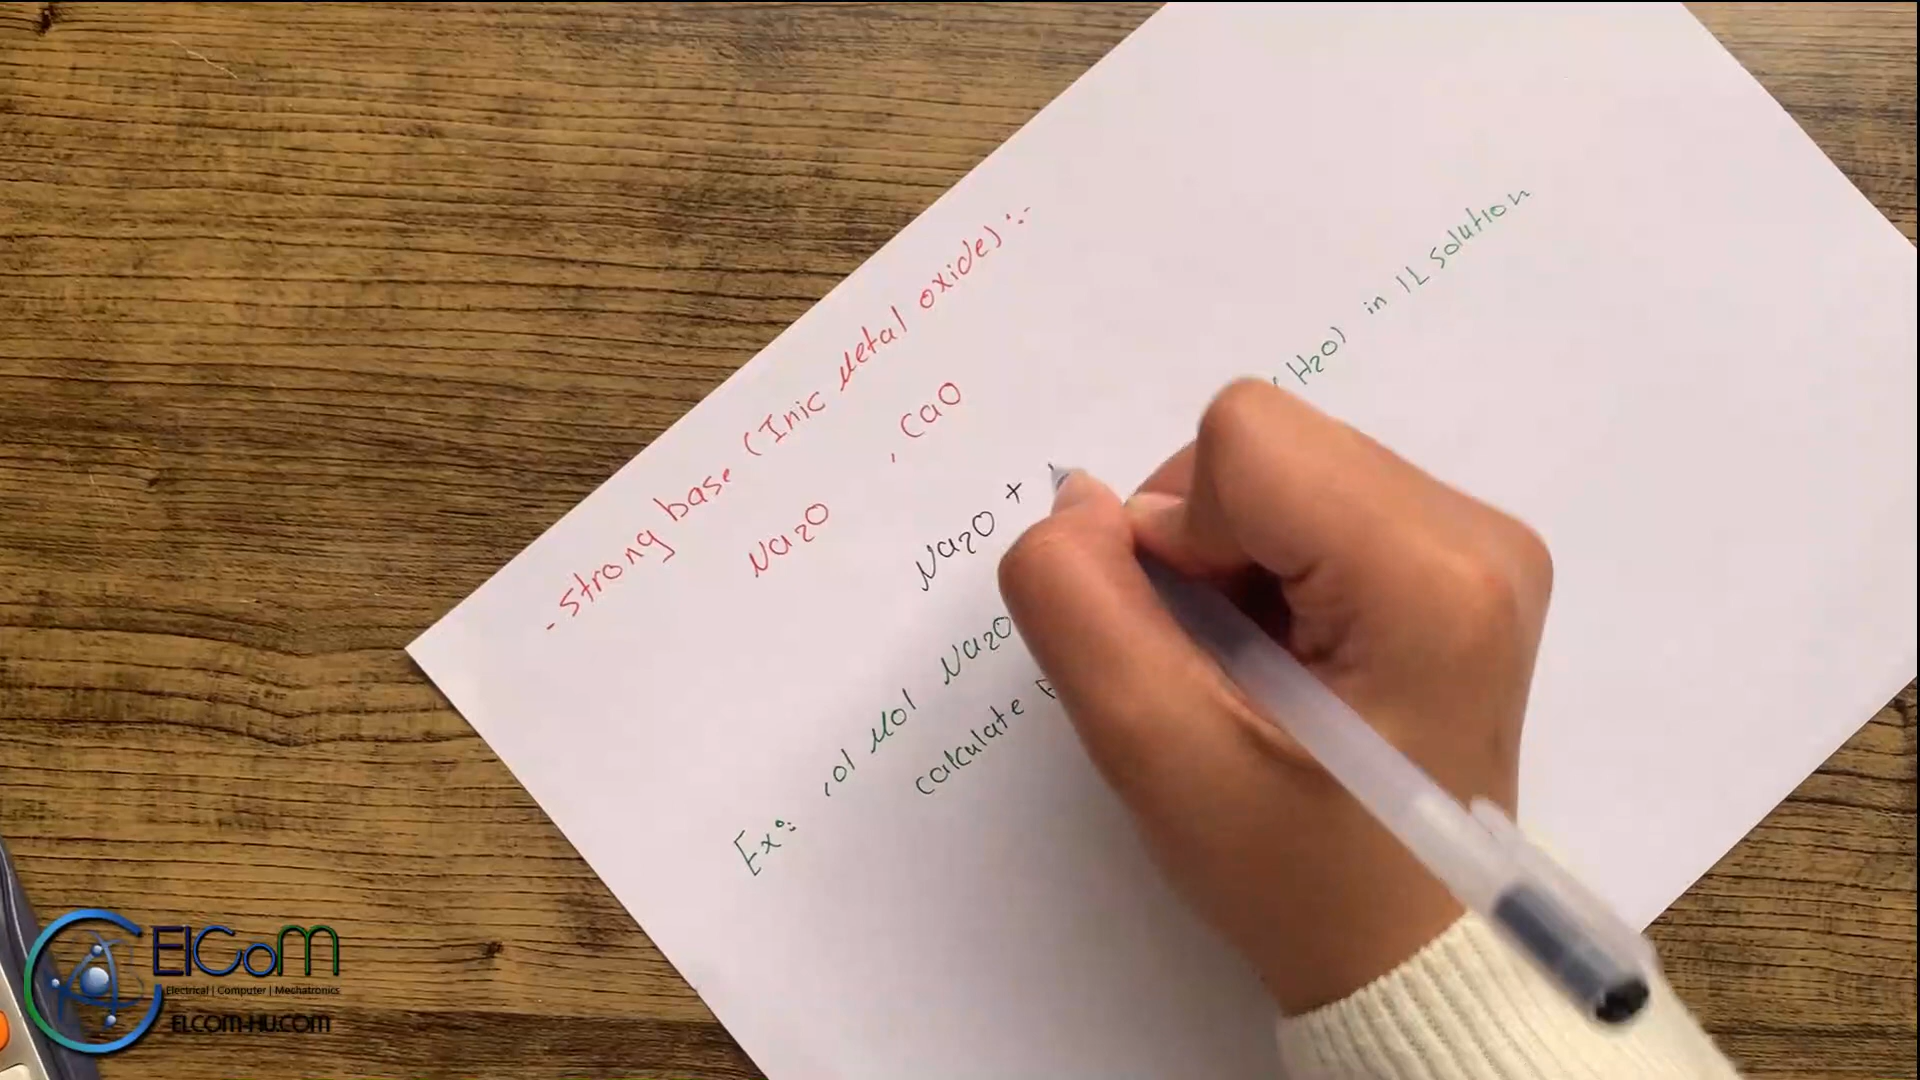 - strong base (Inic Metal oxide) :-
Na2O , CaO
Na2O +
Ex: .01 Mol Na2O H2O) in 1L solution
calculate
ElCoM
Electrical | Computer | Mechatronics
ELCOM-HU.COM